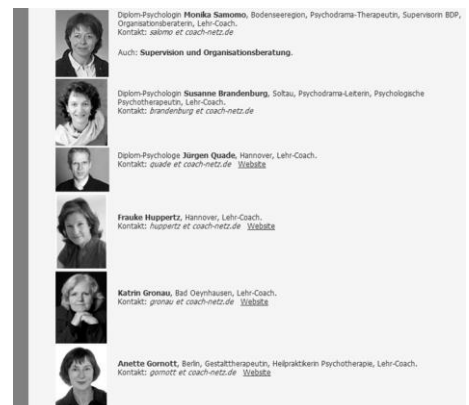 Diplom-Psychologin Monika Samomo, Bodenseeregion, Psychodrama-Therapeutin, Supervisorin BDP,
Organisationsberaterin, Lehr-Coach.
Kontakt: salomo et coach-netz.de
Auch: Supervision und Organisationsberatung.
Diplom-Psychologin Susanne Brandenburg, Soltau, Psychodrama-Leiterin, Psychologische
Psychotherapeutin, Lehr-Coach.
Kontakt: brandenburg et coach-netz.de
Diplom-Psychologe Jürgen Quade, Hannover, Lehr-Coach.
Kontakt: quade et coach-netz.de Website
Frauke Huppertz, Hannover, Lehr-Coach.
Kontakt: huppertz et coach-netz.de Website
Katrin Gronau, Bad Oeynhausen, Lehr-Coach.
Kontakt: gronau et coach-netz.de Website
Anette Gornott, Berlin, Gestalttherapeutin, Heilpraktikerin Psychotherapie, Lehr-Coach.
Kontakt: gornott et coach-netz.de Website